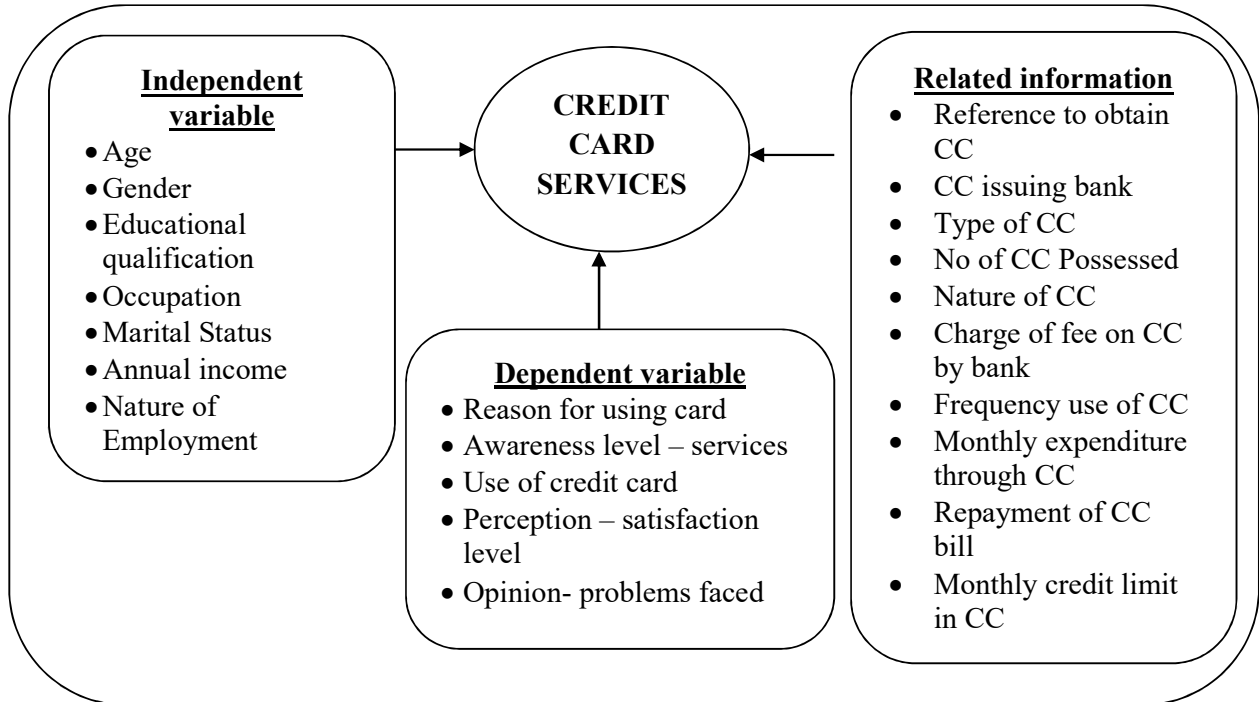 Independent
variable
• Age
• Gender
• Educational
qualification
• Occupation
• Marital Status
• Annual income
• Nature of
Employment
CREDIT
CARD
SERVICES
Dependent variable
• Reason for using card
• Awareness level – services
• Use of credit card
• Perception – satisfaction
level
• Opinion- problems faced
Related information
• Reference to obtain
CC
• CC issuing bank
• Type of CC
• No of CC Possessed
• Nature of CC
• Charge of fee on CC
by bank
• Frequency use of CC
• Monthly expenditure
through CC
• Repayment of CC
bill
• Monthly credit limit
in CC